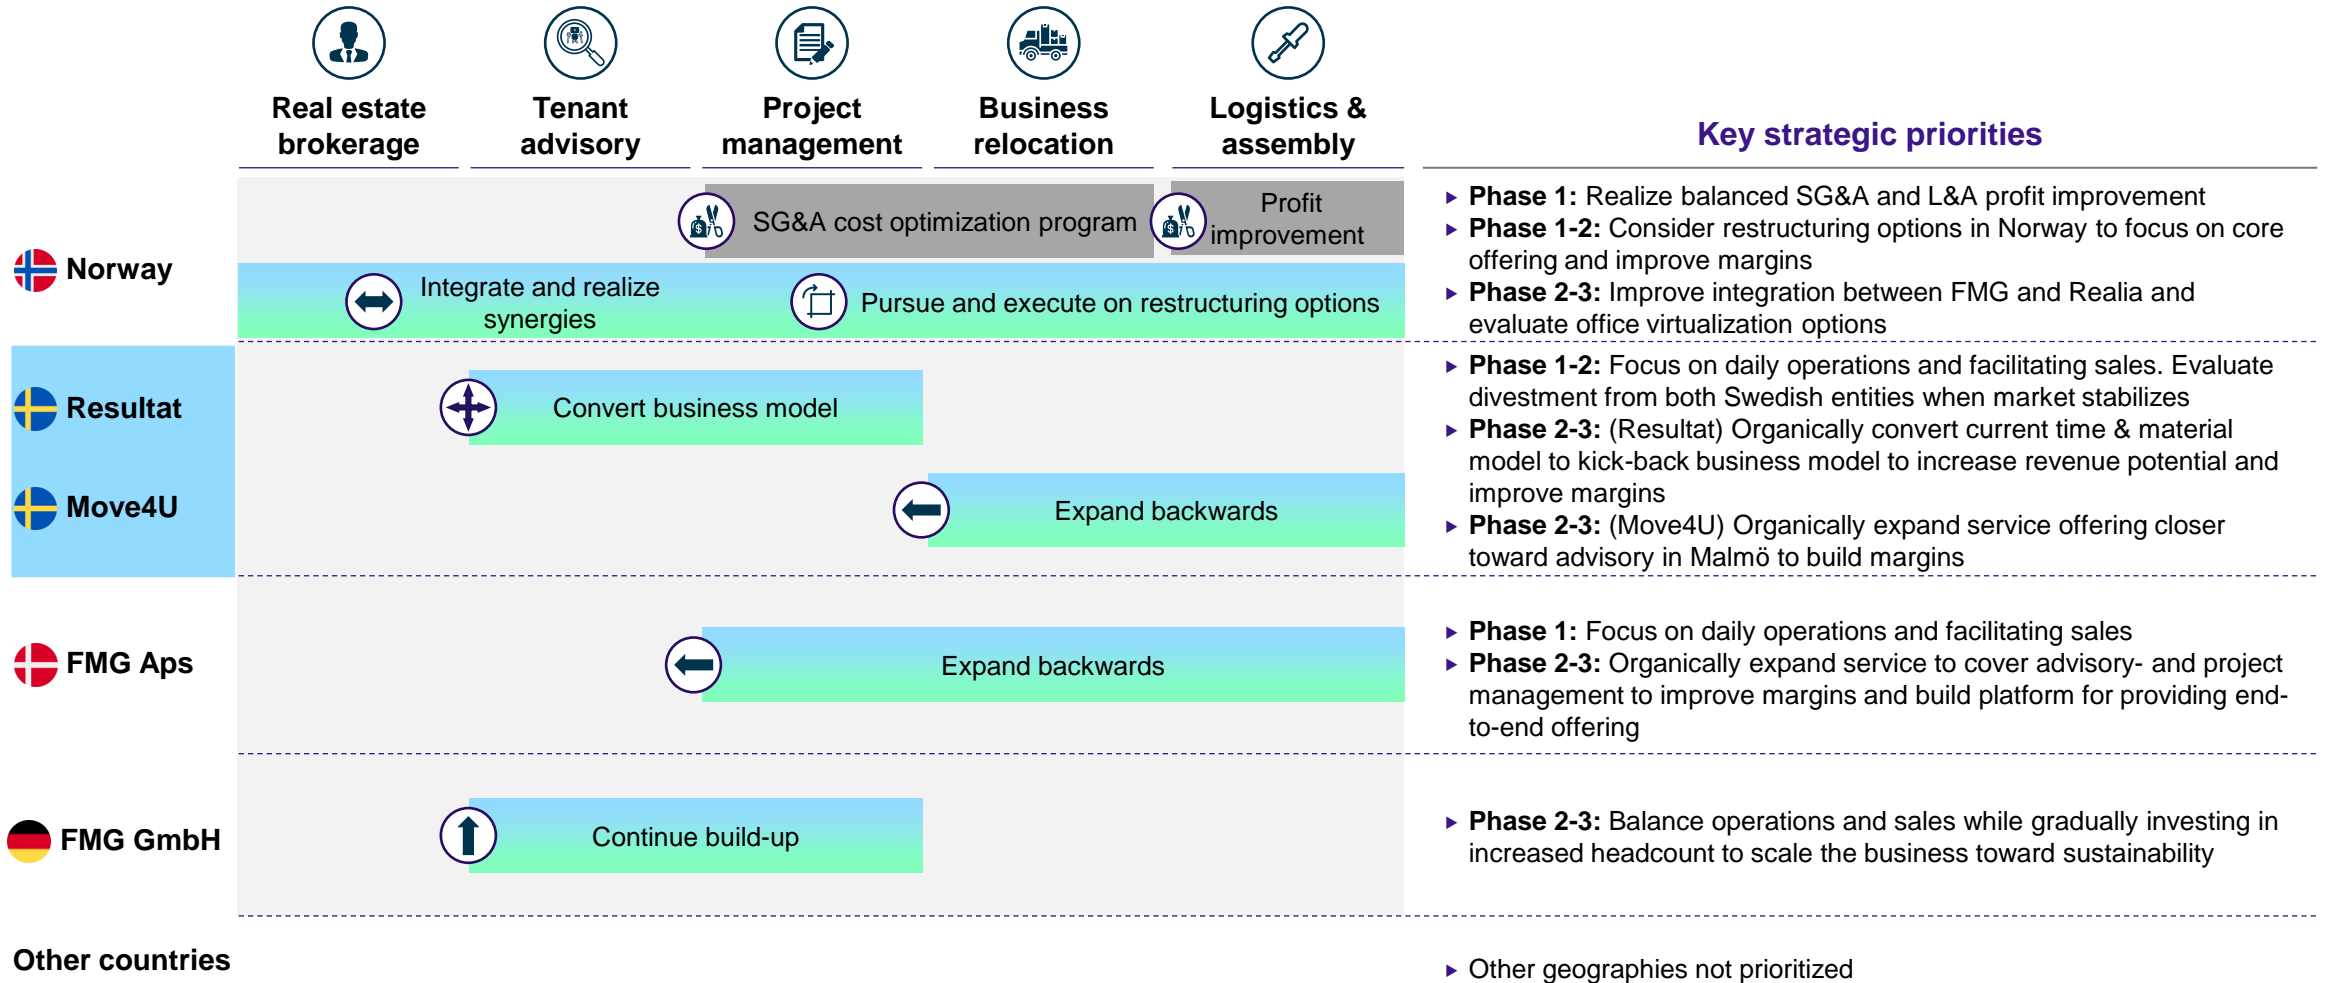 Real estate
brokerage
Tenant
advisory
Project
management
Business
relocation
Logistics &
assembly
Key strategic priorities
Norway
SG&A cost optimization program
Profit
improvement
Integrate and realize
synergies
Pursue and execute on restructuring options
▸ Phase 1: Realize balanced SG&A and L&A profit improvement
▸ Phase 1-2: Consider restructuring options in Norway to focus on core
offering and improve margins
▸ Phase 2-3: Improve integration between FMG and Realia and
evaluate office virtualization options
Resultat
Convert business model
Move4U
Expand backwards
▸ Phase 1-2: Focus on daily operations and facilitating sales. Evaluate
divestment from both Swedish entities when market stabilizes
▸ Phase 2-3: (Resultat) Organically convert current time & material
model to kick-back business model to increase revenue potential and
improve margins
▸ Phase 2-3: (Move4U) Organically expand service offering closer
toward advisory in Malmö to build margins
FMG Aps
Expand backwards
▸ Phase 1: Focus on daily operations and facilitating sales
▸ Phase 2-3: Organically expand service to cover advisory- and project
management to improve margins and build platform for providing end-
to-end offering
FMG GmbH
Continue build-up
▸ Phase 2-3: Balance operations and sales while gradually investing in
increased headcount to scale the business toward sustainability
Other countries
▸ Other geographies not prioritized